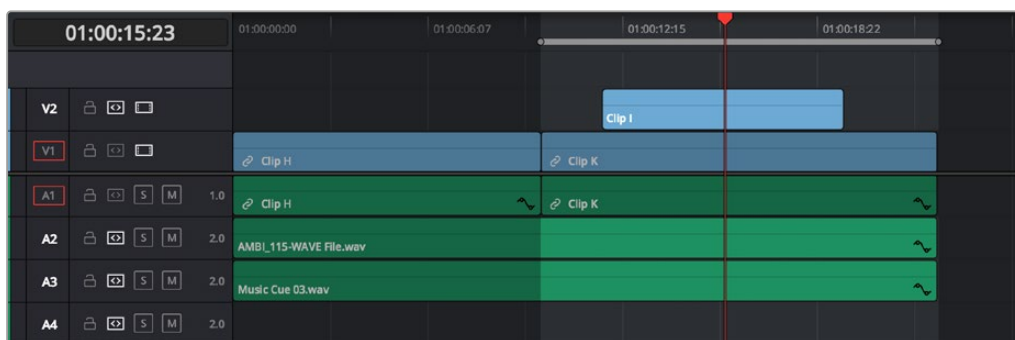 01:00:15:23
01:00:00:00
01:00:06:07
01:00:12:15
01:00:18:22
V2
Clip I
V1
Clip H
Clip K
A1 S M 1.0
Clip H
Clip K
A2 S M 2.0
AMBI_115-WAVE File.wav
A3 S M 2.0
Music Cue 03.wav
A4 S M 2.0